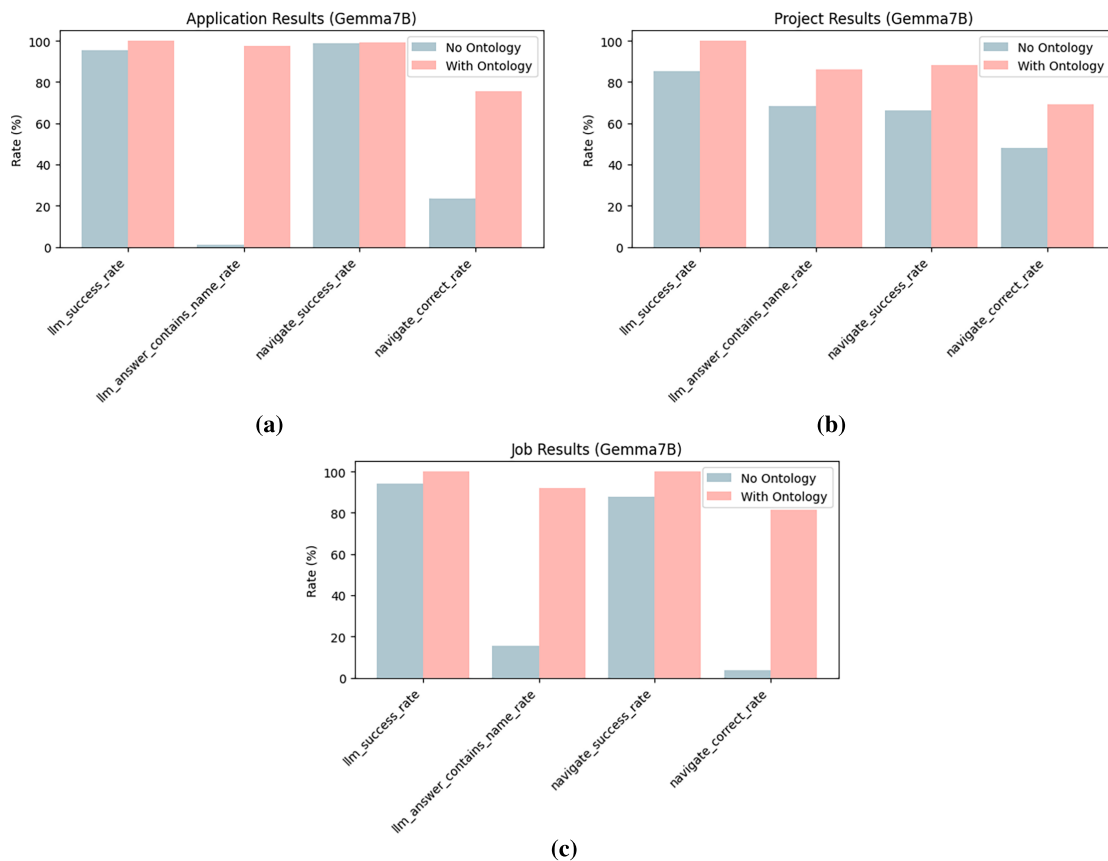 Application Results (Gemma7B)
100
80
60
40
20
0
Rate (%)
No Ontology
With Ontology
llm_success_rate
llm_answer_contains_name_rate
navigate_success_rate
navigate_correct_rate
(a)
Project Results (Gemma7B)
100
80
60
40
20
0
Rate (%)
No Ontology
With Ontology
llm_success_rate
llm_answer_contains_name_rate
navigate_success_rate
navigate_correct_rate
(b)
Job Results (Gemma7B)
100
80
60
40
20
0
Rate (%)
No Ontology
With Ontology
llm_success_rate
llm_answer_contains_name_rate
navigate_success_rate
navigate_correct_rate
(c)